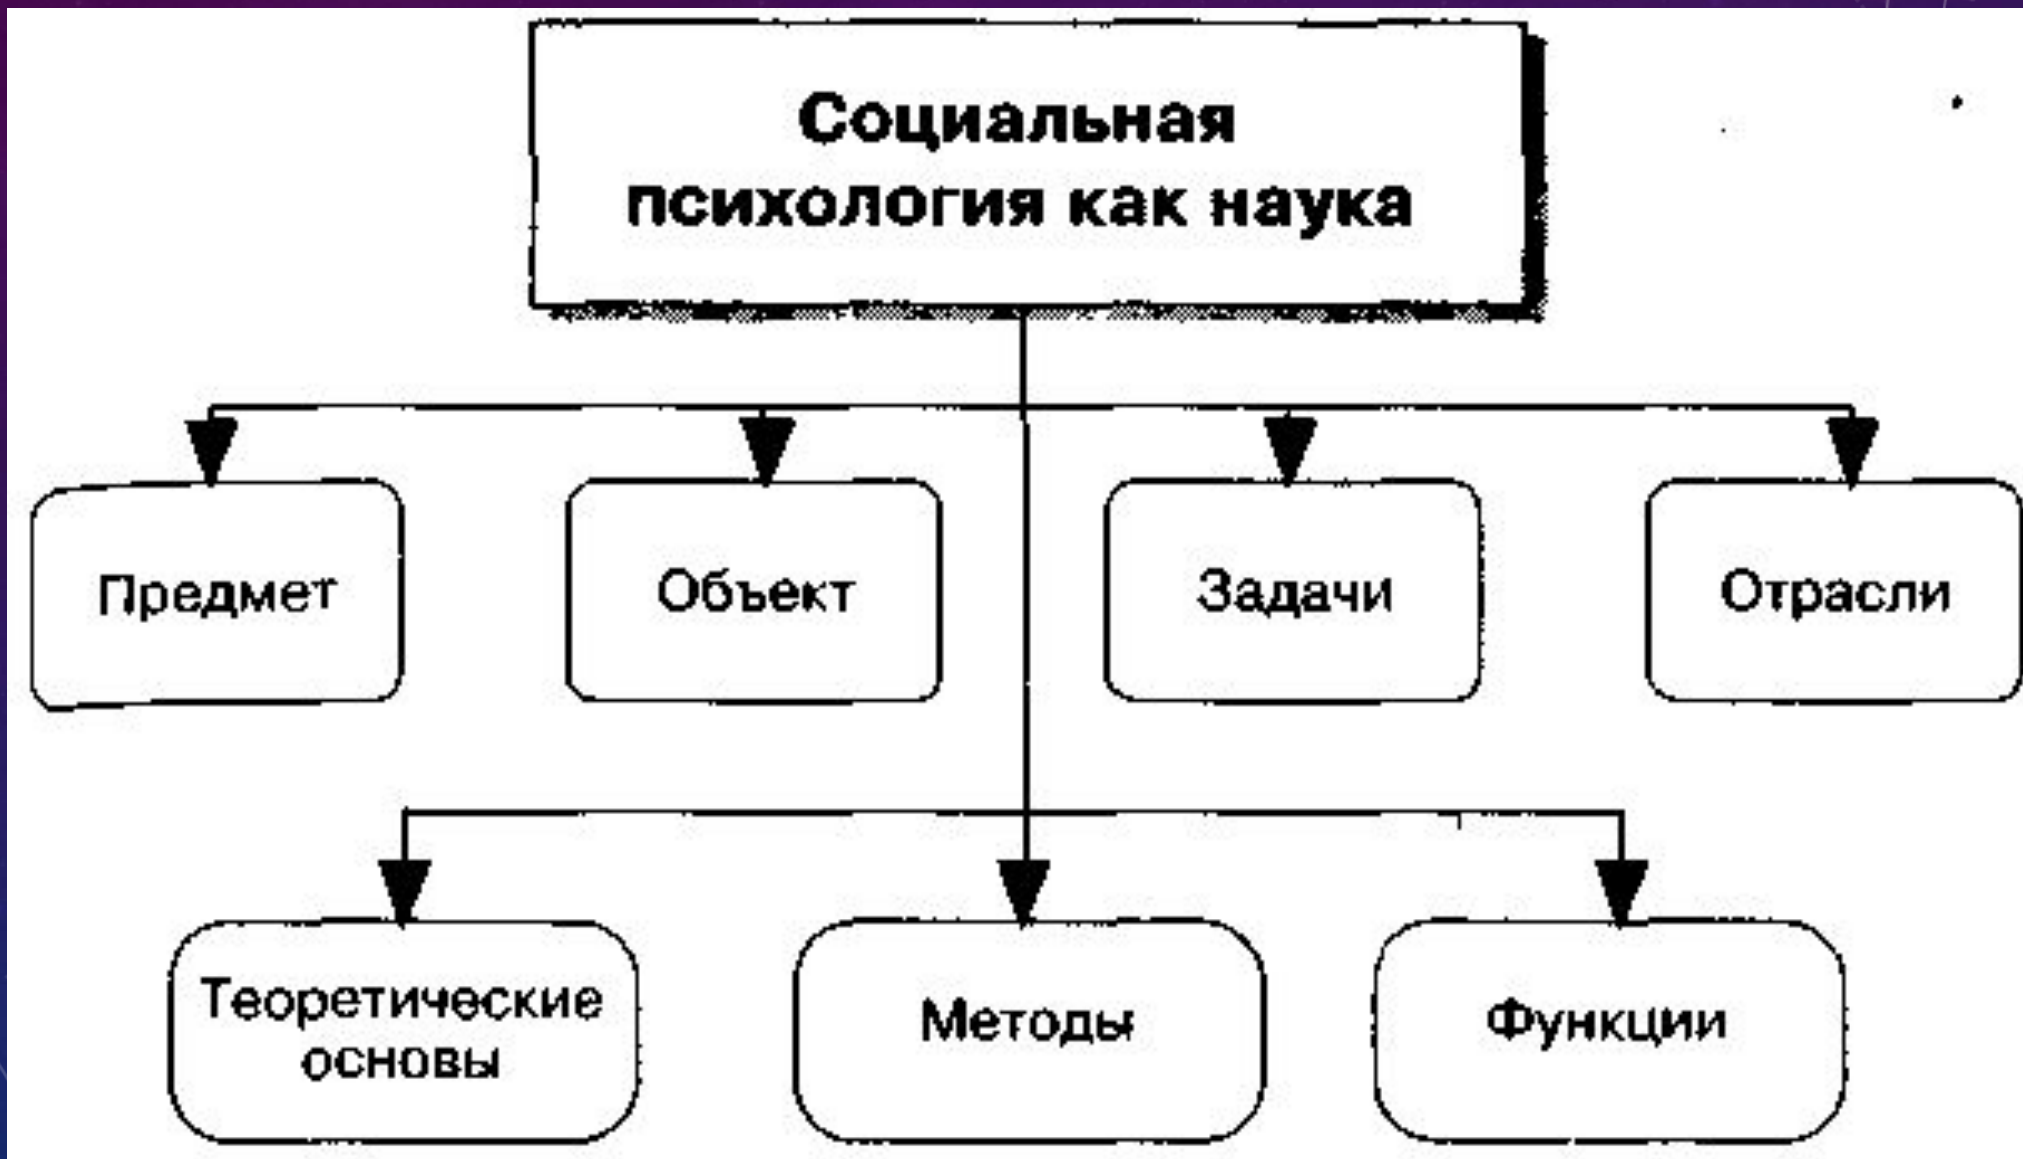 Социальная
психология как наука
Предмет
Объект
Задачи
Отрасли
Теоретические
основы
Методы
Функции